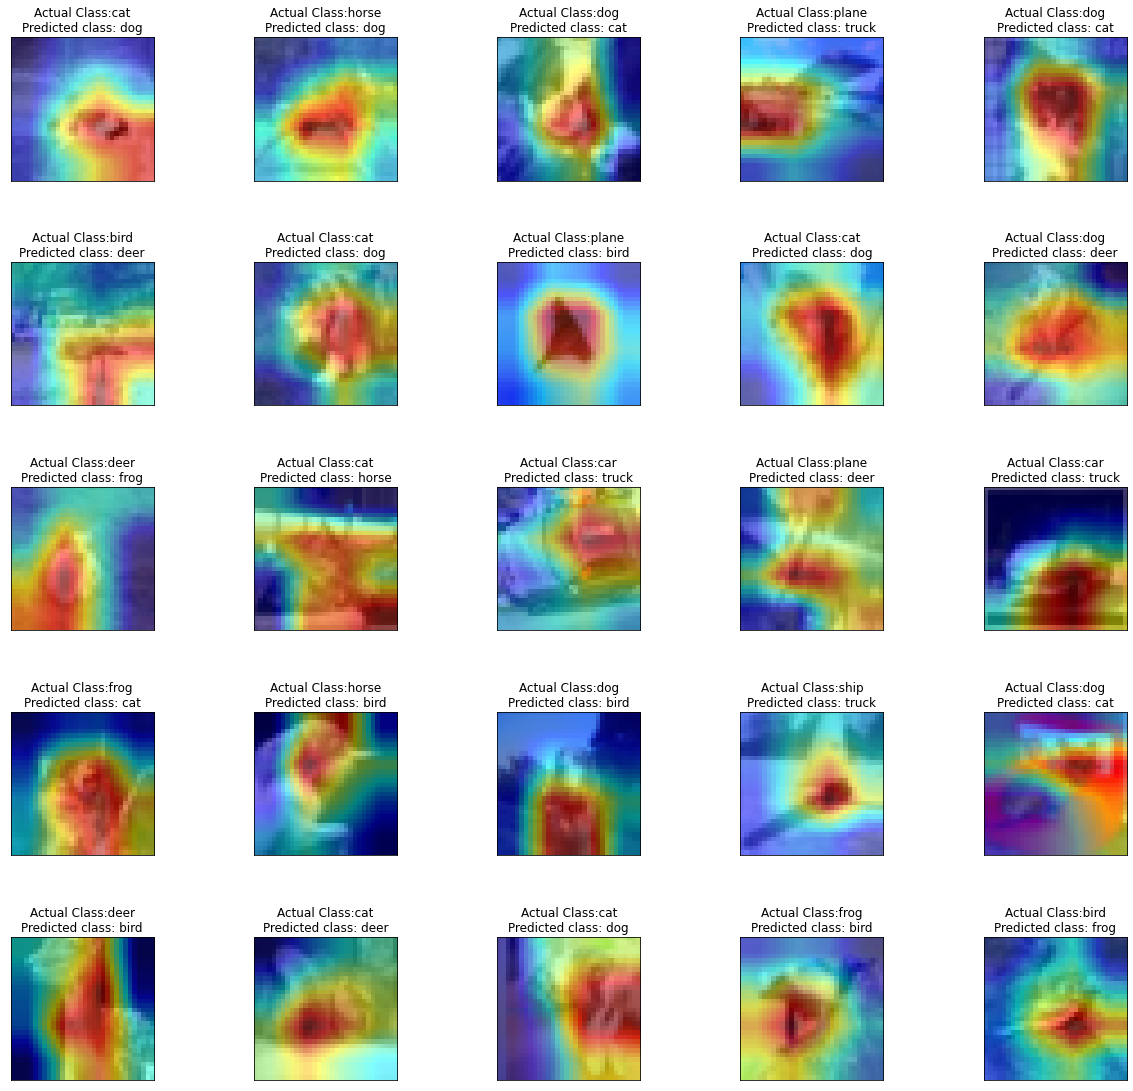 Actual Class:cat
Predicted class: dog
Actual Class:horse
Predicted class: dog
Actual Class:dog
Predicted class: cat
Actual Class:plane
Predicted class: truck
Actual Class:dog
Predicted class: cat
Actual Class:bird
Predicted class: deer
Actual Class:cat
Predicted class: dog
Actual Class:plane
Predicted class: bird
Actual Class:cat
Predicted class: dog
Actual Class:dog
Predicted class: deer
Actual Class:deer
Predicted class: frog
Actual Class:cat
Predicted class: horse
Actual Class:car
Predicted class: truck
Actual Class:plane
Predicted class: deer
Actual Class:car
Predicted class: truck
Actual Class:frog
Predicted class: cat
Actual Class:horse
Predicted class: bird
Actual Class:dog
Predicted class: bird
Actual Class:ship
Predicted class: truck
Actual Class:dog
Predicted class: cat
Actual Class:deer
Predicted class: bird
Actual Class:cat
Predicted class: deer
Actual Class:cat
Predicted class: dog
Actual Class:frog
Predicted class: bird
Actual Class:bird
Predicted class: frog